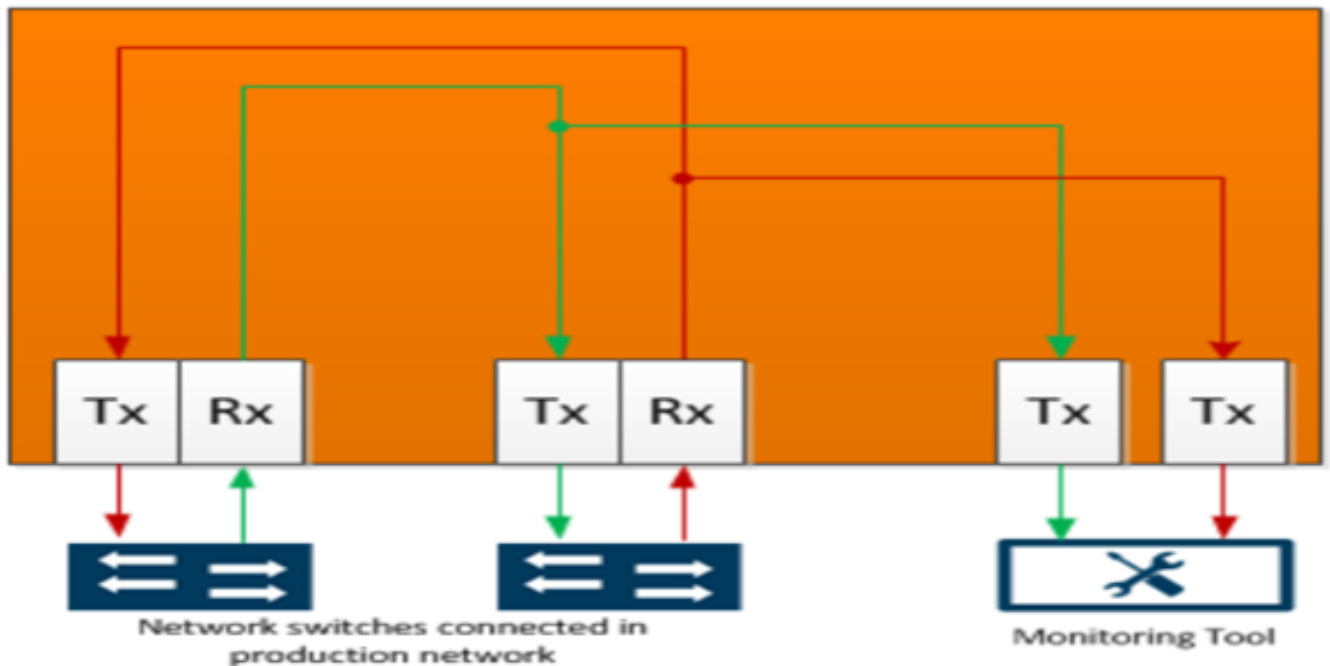 Tx Rx Tx Rx Tx Tx
Network switches connected in
production network
Monitoring Tool